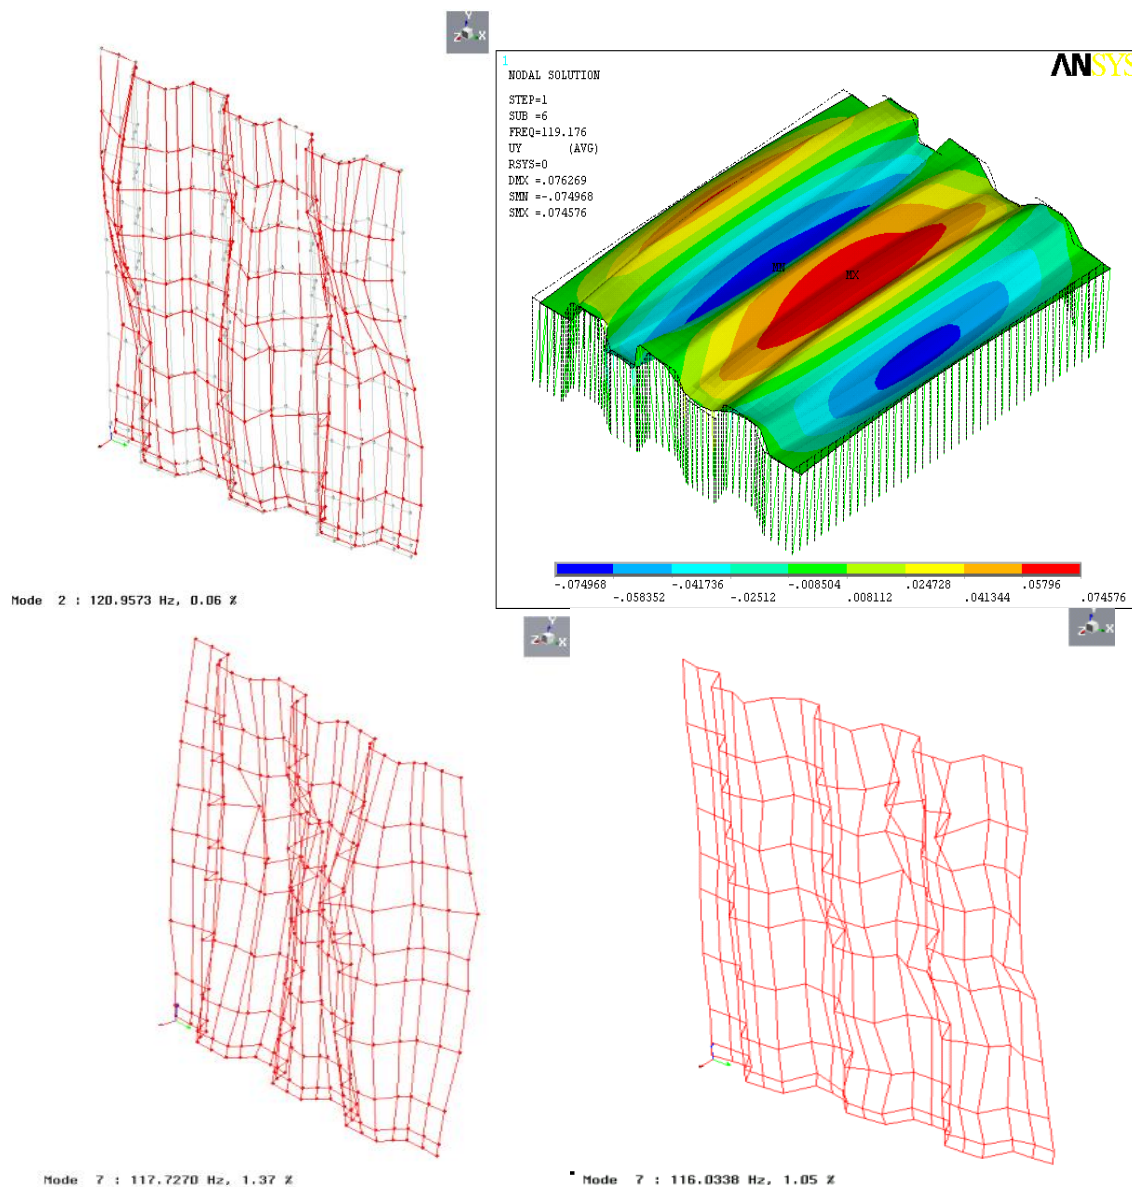 1
NODAL SOLUTION
ANSYS
STEP=1
SUB =6
FREQ=119.176
UY (AVG)
RSYS=0
DMX =.076269
SMN =-.074968
SMX =.074576
MN
MX
-.074968 -.041736 -.008504 .024728 .05796
-.058352 -.02512 .008112 .041344 .074576
Mode 2 : 120.9573 Hz, 0.06 %
Mode 7 : 117.7270 Hz, 1.37 %
Mode 7 : 116.0338 Hz, 1.05 %